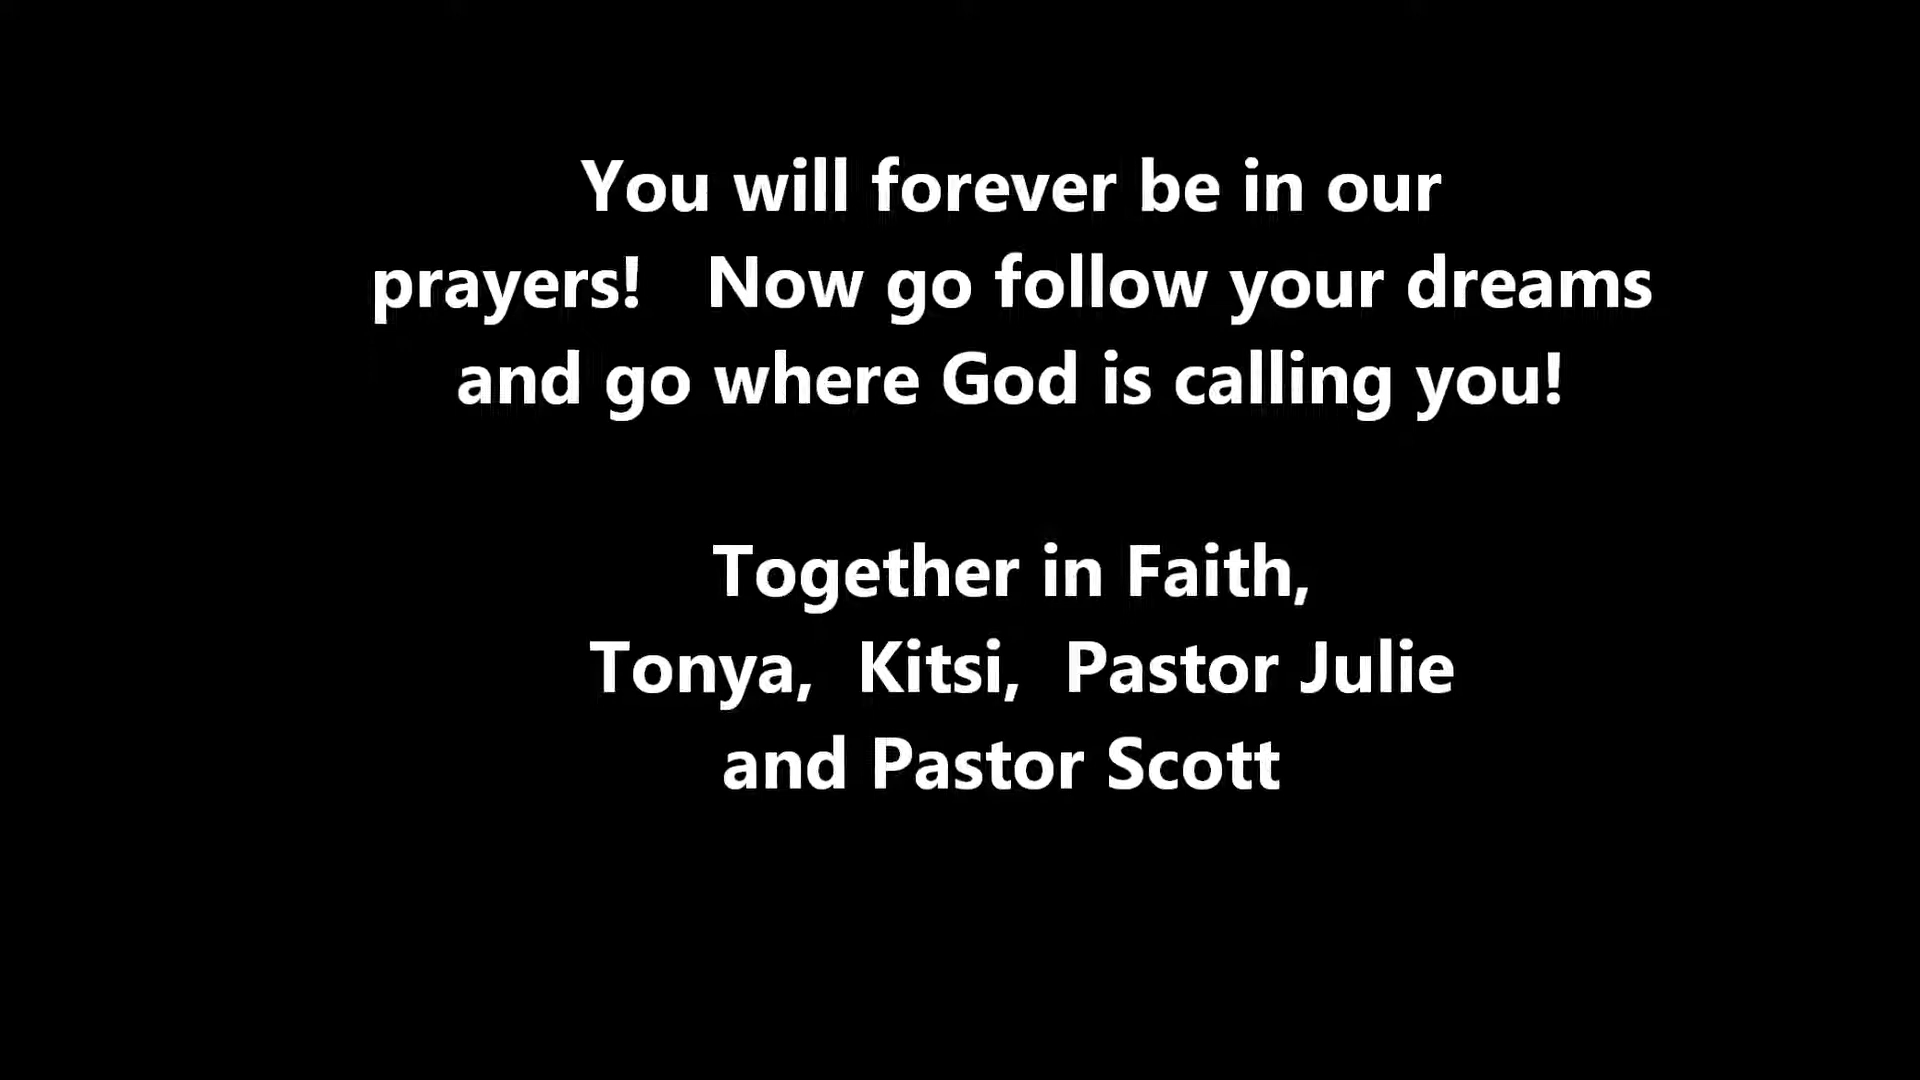 You will forever be in our
prayers!   Now go follow your dreams
and go where God is calling you!
Together in Faith,
Tonya,  Kitsi,  Pastor Julie
and Pastor Scott